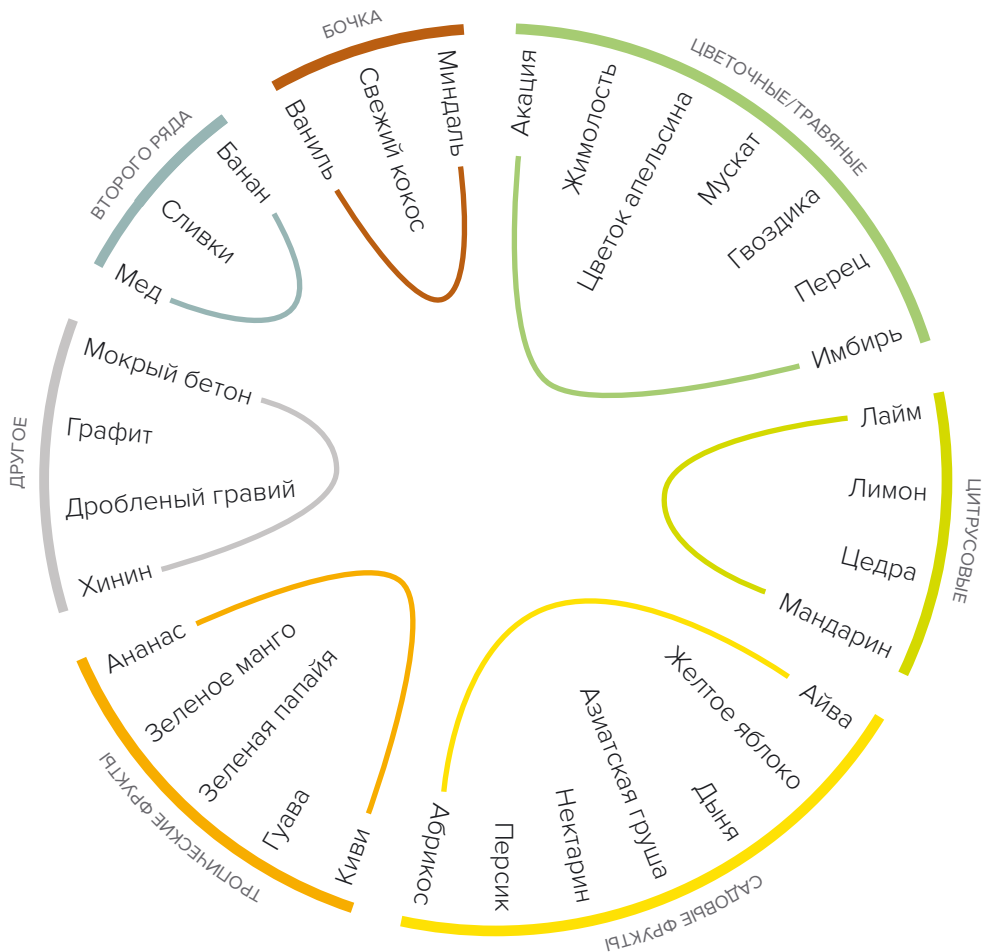 БОЧКА
Ваниль
Свежий кокос
Миндаль
ЦВЕТОЧНЫЕ/ТРАВЯНЫЕ
Акация
Жимолость
Цветок апельсина
Мускат
Гвоздика
Перец
Имбирь
ЦИТРУСОВЫЕ
Лайм
Лимон
Цедра
Мандарин
САДОВЫЕ ФРУКТЫ
Айва
Желтое яблоко
Дыня
Азиатская груша
Нектарин
Персик
Абрикос
ТРОПИЧЕСКИЕ ФРУКТЫ
Киви
Гуава
Зеленая папайя
Зеленое манго
Ананас
ДРУГОЕ
Хинин
Дробленый гравий
Графит
Мокрый бетон
ВТОРОГО РЯДА
Мед
Сливки
Банан